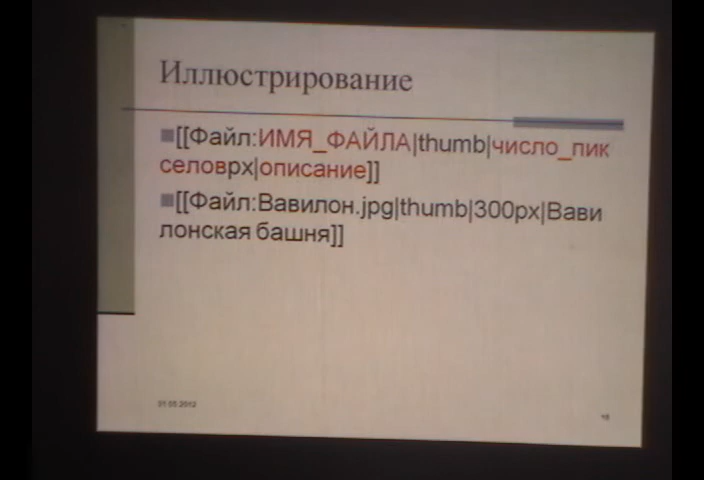 Иллюстрирование
[[Файл:ИМЯ_ФАЙЛА|thumb|число_пик
селовpx|описание]]
[[Файл:Вавилон.jpg|thumb|300px|Вави
лонская башня]]